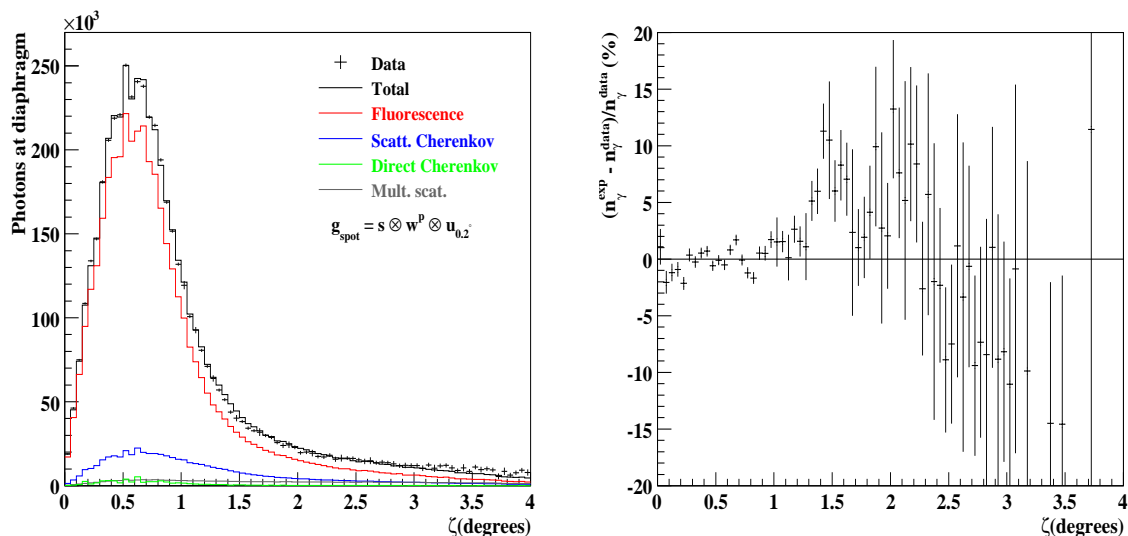 ×10³
Photons at diaphragm
250
200
150
100
50
0
0 0.5 1 1.5 2 2.5 3 3.5 4
ζ(degrees)
Data
Total
Fluorescence
Scatt. Cherenkov
Direct Cherenkov
Mult. scat.
g_spot = s ⊗ w^p ⊗ u_0.2°
(n_γ^exp - n_γ^data)/n_γ^data (%)
20
15
10
5
0
-5
-10
-15
-20
0 0.5 1 1.5 2 2.5 3 3.5 4
ζ(degrees)